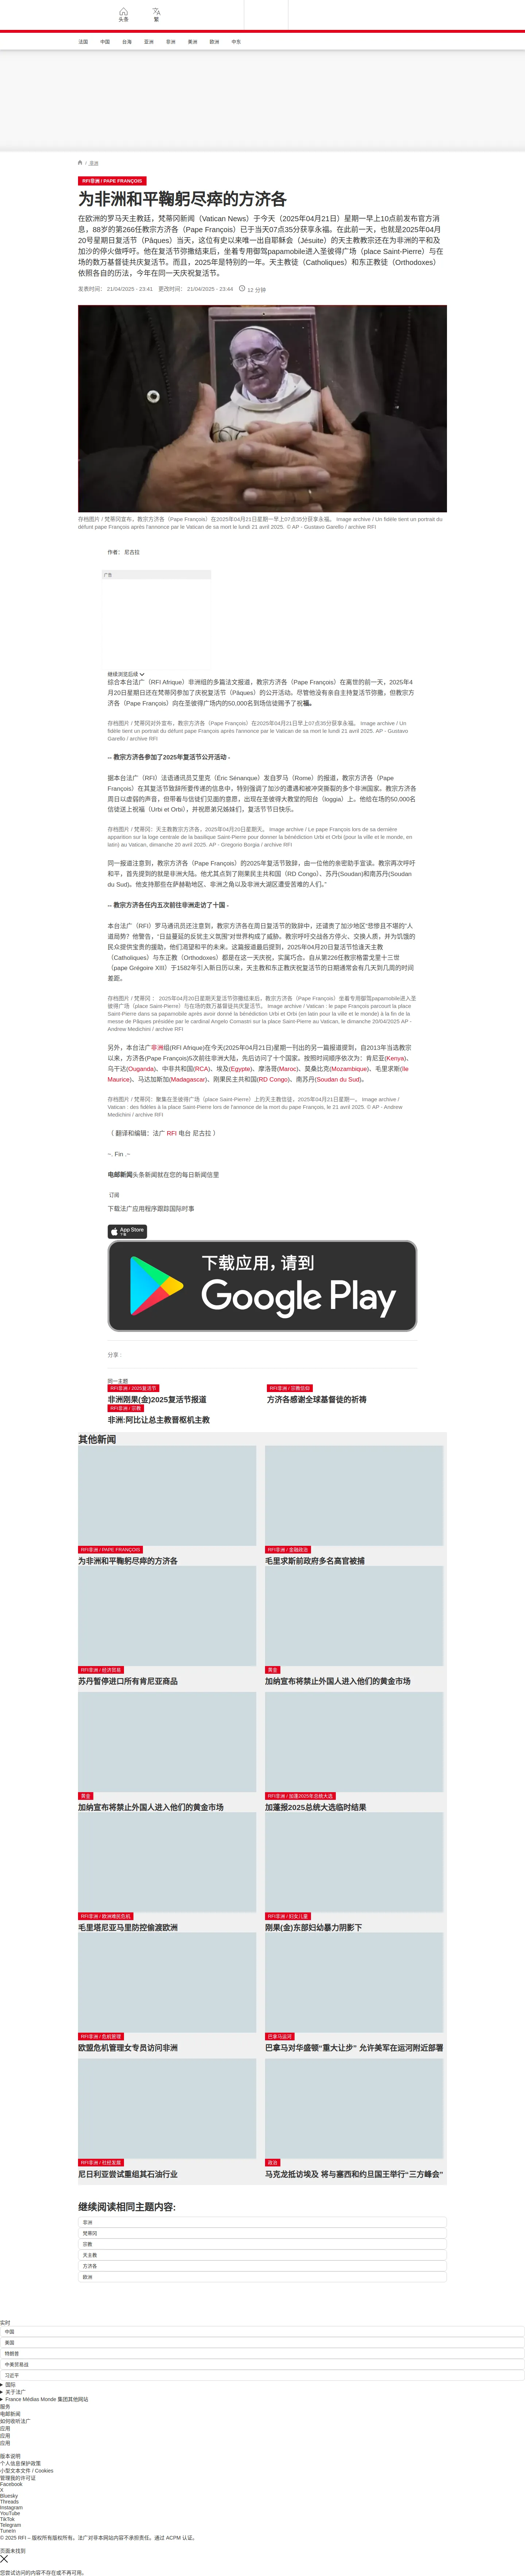 头条
繁
法国
中国
台海
亚洲
非洲
美洲
欧洲
中东
/ 非洲
RFI非洲 / PAPE FRANÇOIS
为非洲和平鞠躬尽瘁的方济各
在欧洲的罗马天主教廷，梵蒂冈新闻（Vatican News）于今天（2025年04月21日）星期一早上10点前发布官方消
息，88岁的第266任教宗方济各（Pape François）已于当天07点35分获享永福。在此前一天，也就是2025年04月
20号星期日复活节（Pâques）当天，这位有史以来唯一出自耶稣会（Jésuite）的天主教教宗还在为非洲的和平及
加沙的停火做呼吁。他在复活节弥撒结束后，坐着专用御驾papamobile进入圣彼得广场（place Saint-Pierre）与在
场的数万基督徒共庆复活节。而且，2025年是特别的一年。天主教徒（Catholiques）和东正教徒（Orthodoxes）
依照各自的历法，今年在同一天庆祝复活节。
发表时间： 21/04/2025 - 23:41 更改时间： 21/04/2025 - 23:44 12 分钟
存档图片 / 梵蒂冈宣布，教宗方济各（Pape François）在2025年04月21日星期一早上07点35分获享永福。 Image archive / Un fidèle tient un portrait du
défunt pape François après l'annonce par le Vatican de sa mort le lundi 21 avril 2025. © AP - Gustavo Garello / archive RFI
作者： 尼古拉
广告
继续浏览后续
综合本台法广（RFI Afrique）非洲组的多篇法文报道，教宗方济各（Pape François）在离世的前一天，2025年4
月20日星期日还在梵蒂冈参加了庆祝复活节（Pâques）的公开活动。尽管他没有亲自主持复活节弥撒，但教宗方
济各（Pape François）向在圣彼得广场内的50,000名到场信徒赐予了祝福。
存档图片 / 梵蒂冈对外宣布，教宗方济各（Pape François）在2025年04月21日早上07点35分获享永福。 Image archive / Un
fidèle tient un portrait du défunt pape François après l'annonce par le Vatican de sa mort le lundi 21 avril 2025. AP - Gustavo
Garello / archive RFI
-- 教宗方济各参加了2025年复活节公开活动 -
据本台法广（RFI）法语通讯员艾里克（Éric Sénanque）发自罗马（Rome）的报道，教宗方济各（Pape
François）在其复活节致辞所要传递的信息中，特别强调了加沙的遭遇和被冲突撕裂的多个非洲国家。教宗方济各
周日以虚弱的声音，但带着与信徒们见面的意愿，出现在圣彼得大教堂的阳台（loggia）上。他给在场的50,000名
信徒送上祝福（Urbi et Orbi），并祝愿弟兄姊妹们，复活节节日快乐。
存档图片 / 梵蒂冈：天主教教宗方济各，2025年04月20日星期天。 Image archive / Le pape François lors de sa dernière
apparition sur la loge centrale de la basilique Saint-Pierre pour donner la bénédiction Urbi et Orbi (pour la ville et le monde, en
latin) au Vatican, dimanche 20 avril 2025. AP - Gregorio Borgia / archive RFI
同一报道注意到，教宗方济各（Pape François）的2025年复活节致辞，由一位他的亲密助手宣读。教宗再次呼吁
和平，首先提到的就是非洲大陆。他尤其点到了刚果民主共和国（RD Congo）、苏丹(Soudan)和南苏丹(Soudan
du Sud)。他支持那些在萨赫勒地区、非洲之角以及非洲大湖区遭受苦难的人们。”
-- 教宗方济各任内五次前往非洲走访了十国 -
本台法广（RFI）罗马通讯员还注意到，教宗方济各在周日复活节的致辞中，还谴责了加沙地区“悲惨且不堪的”人
道局势？他警告，“日益蔓延的反犹主义氛围”对世界构成了威胁。教宗呼吁交战各方停火、交换人质，并为饥饿的
民众提供宝贵的援助，他们渴望和平的未来。这篇报道最后提到，2025年04月20日复活节恰逢天主教
（Catholiques）与东正教（Orthodoxes）都是在这一天庆祝，实属巧合。自从第226任教宗格雷戈里十三世
（pape Grégoire XIII）于1582年引入新日历以来，天主教和东正教庆祝复活节的日期通常会有几天到几周的时间
差距。
存档图片 / 梵蒂冈 ： 2025年04月20日星期天复活节弥撒结束后，教宗方济各（Pape François）坐着专用御驾papamobile进入圣
彼得广场（place Saint-Pierre）与在场的数万基督徒共庆复活节。 Image archive / Vatican : le pape François parcourt la place
Saint-Pierre dans sa papamobile après avoir donné la bénédiction Urbi et Orbi (en latin pour la ville et le monde) à la fin de la
messe de Pâques présidée par le cardinal Angelo Comastri sur la place Saint-Pierre au Vatican, le dimanche 20/04/2025 AP -
Andrew Medichini / archive RFI
另外，本台法广非洲组(RFI Afrique)在今天(2025年04月21日)星期一刊出的另一篇报道提到，自2013年当选教宗
以来，方济各(Pape François)5次前往非洲大陆，先后访问了十个国家。按照时间顺序依次为：肯尼亚(Kenya)、
乌干达(Ouganda)、中非共和国(RCA)、埃及(Egypte)、摩洛哥(Maroc)、莫桑比克(Mozambique)、毛里求斯(Ile
Maurice)、马达加斯加(Madagascar)、刚果民主共和国(RD Congo)、南苏丹(Soudan du Sud)。
存档图片 / 梵蒂冈：聚集在圣彼得广场（place Saint-Pierre）上的天主教信徒，2025年04月21日星期一。 Image archive /
Vatican : des fidèles à la place Saint-Pierre lors de l'annonce de la mort du pape François, le 21 avril 2025. © AP - Andrew
Medichini / archive RFI
（ 翻译和编辑：法广 RFI 电台 尼古拉 ）
~. Fin .~
电邮新闻头条新闻就在您的每日新闻信里
订阅
下载法广应用程序跟踪国际时事
App Store
下载
下载应用，请到
Google Play
分享 :
同一主题
RFI非洲 / 2025复活节
非洲刚果(金)2025复活节报道
RFI非洲 / 宗教信仰
方济各感谢全球基督徒的祈祷
RFI非洲 / 宗教
非洲:阿比让总主教晋枢机主教
其他新闻
RFI非洲 / PAPE FRANÇOIS
为非洲和平鞠躬尽瘁的方济各
RFI非洲 / 金融政治
毛里求斯前政府多名高官被捕
RFI非洲 / 经济贸易
苏丹暂停进口所有肯尼亚商品
黄金
加纳宣布将禁止外国人进入他们的黄金市场
黄金
加纳宣布将禁止外国人进入他们的黄金市场
RFI非洲 / 加蓬2025年总统大选
加蓬报2025总统大选临时结果
RFI非洲 / 欧洲难民危机
毛里塔尼亚马里防控偷渡欧洲
RFI非洲 / 妇女儿童
刚果(金)东部妇幼暴力阴影下
RFI非洲 / 危机管理
欧盟危机管理女专员访问非洲
巴拿马运河
巴拿马对华盛顿“重大让步” 允许美军在运河附近部署
RFI非洲 / 社经发展
尼日利亚尝试重组其石油行业
政治
马克龙抵访埃及 将与塞西和约旦国王举行“三方峰会”
继续阅读相同主题内容:
非洲
梵蒂冈
宗教
天主教
方济各
欧洲
实时
中国
美国
特朗普
中美贸易战
习近平
国际
关于法广
France Médias Monde 集团其他网站
服务
电邮新闻
如何收听法广
应用
应用
应用
版本说明
个人信息保护政策
小型文本文件 / Cookies
管理我的许可证
Facebook
X
Bluesky
Threads
Instagram
YouTube
TikTok
Telegram
TuneIn
© 2025 RFI – 版权所有版权所有。法广对非本网站内容不承担责任。通过 ACPM 认证。
页面未找到
您尝试访问的内容不存在或不再可用。